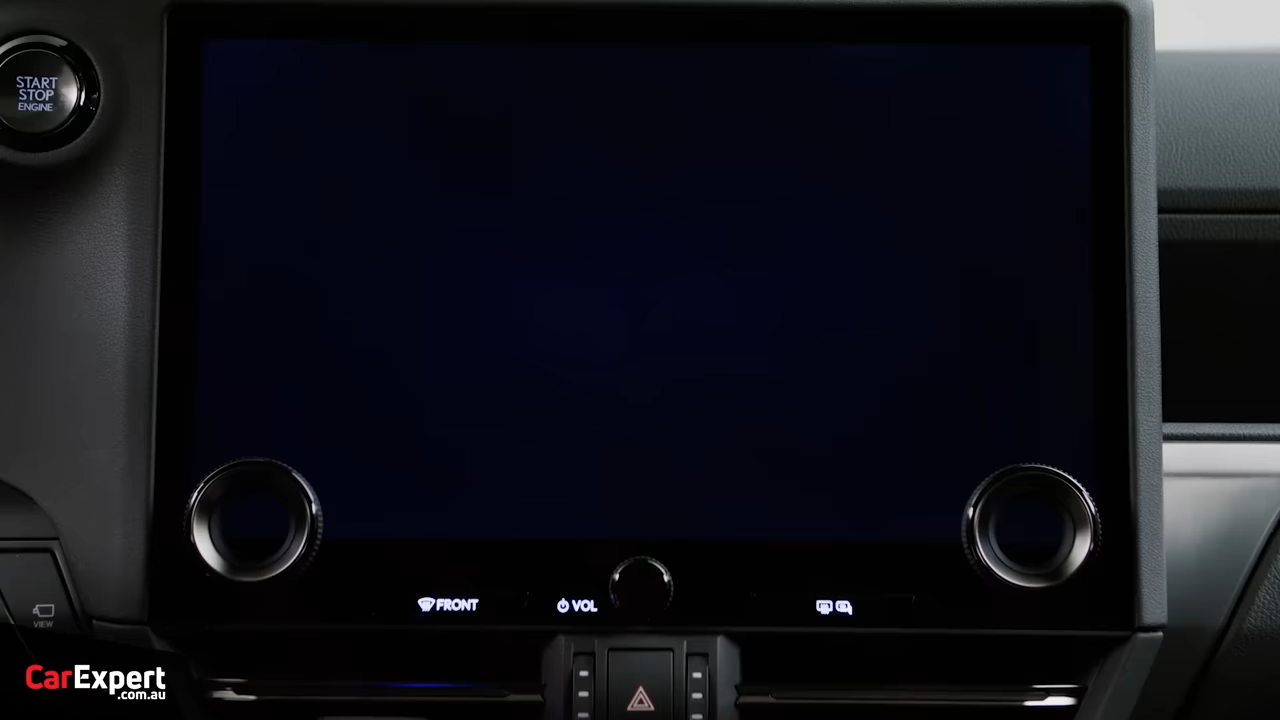 START
STOP
ENGINE
FRONT
VOL
VIEW
CarExpert
.com.au